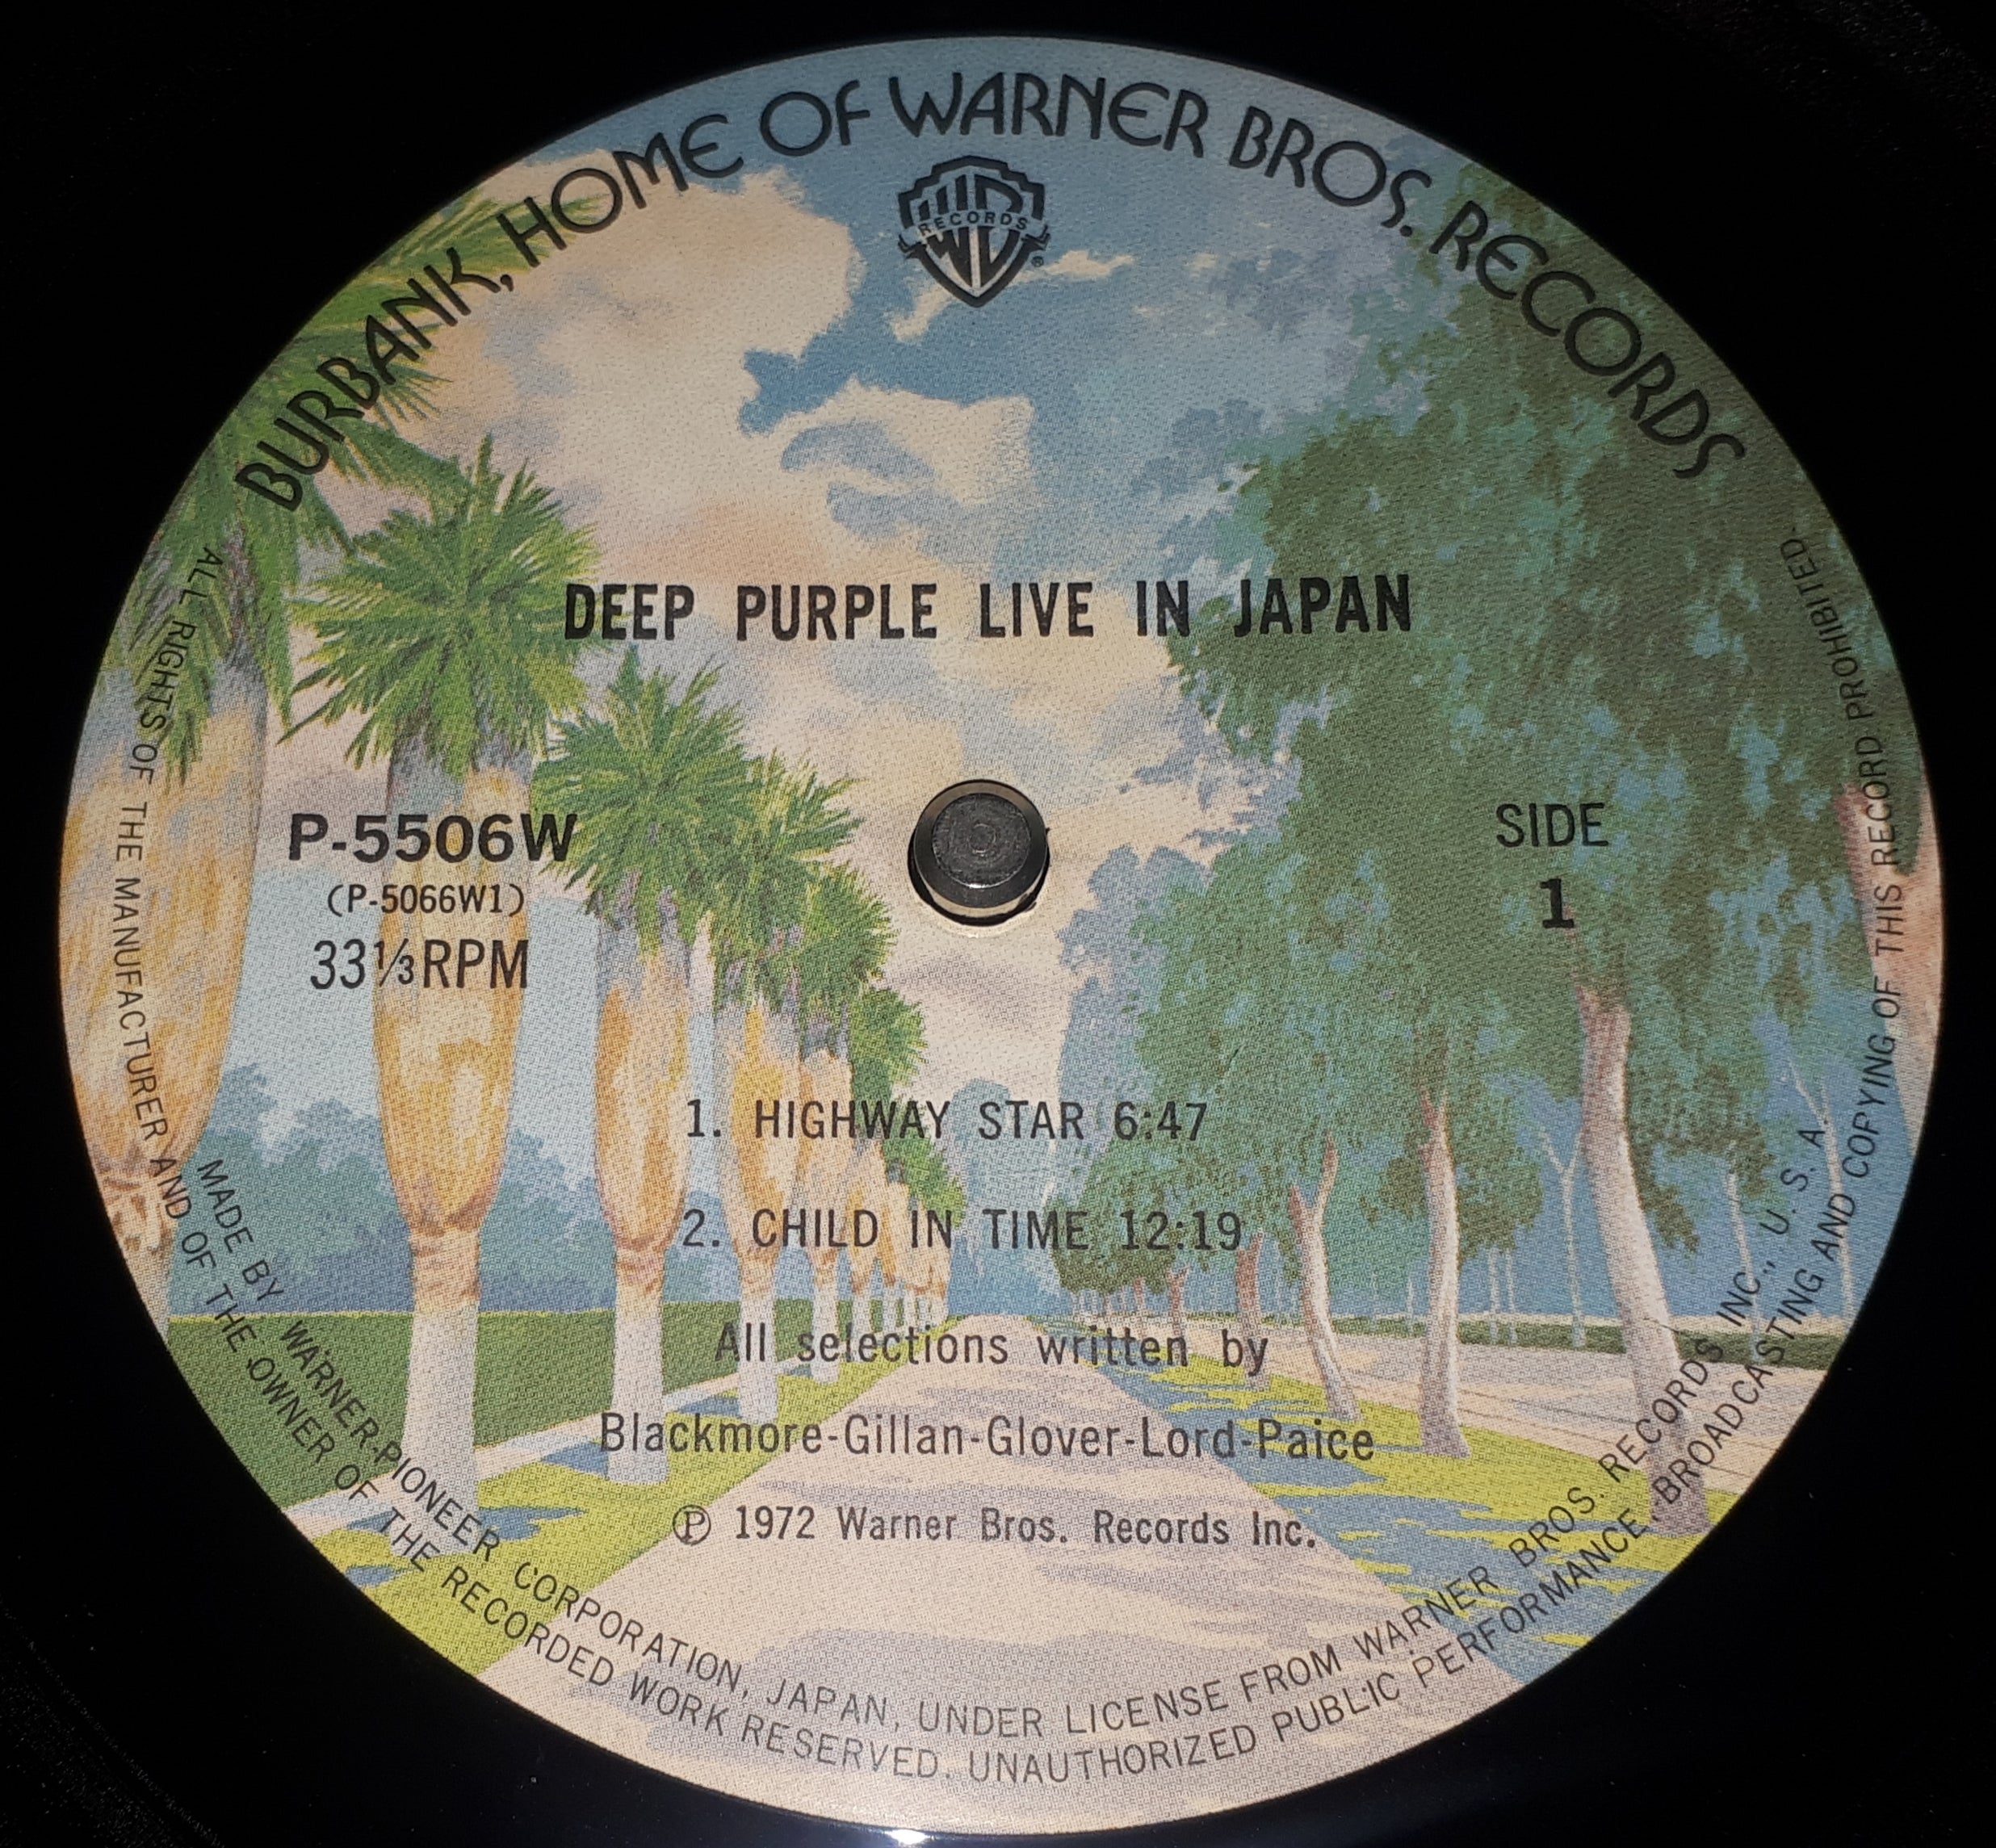 BURBANK, HOME OF WARNER BROS. RECORDS
WB
RECORDS
®
DEEP PURPLE LIVE IN JAPAN
P-5506W
(P-5066W1)
33⅓RPM
SIDE
1
1. HIGHWAY STAR 6:47
2. CHILD IN TIME 12:19
All selections written by
Blackmore-Gillan-Glover-Lord-Paice
℗ 1972 Warner Bros. Records Inc.
MADE BY WARNER-PIONEER CORPORATION, JAPAN, UNDER LICENSE FROM WARNER BROS. RECORDS INC., U. S. A.
ALL RIGHTS OF THE MANUFACTURER AND OF THE OWNER OF THE RECORDED WORK RESERVED. UNAUTHORIZED PUBLIC PERFORMANCE, BROADCASTING AND COPYING OF THIS RECORD PROHIBITED.